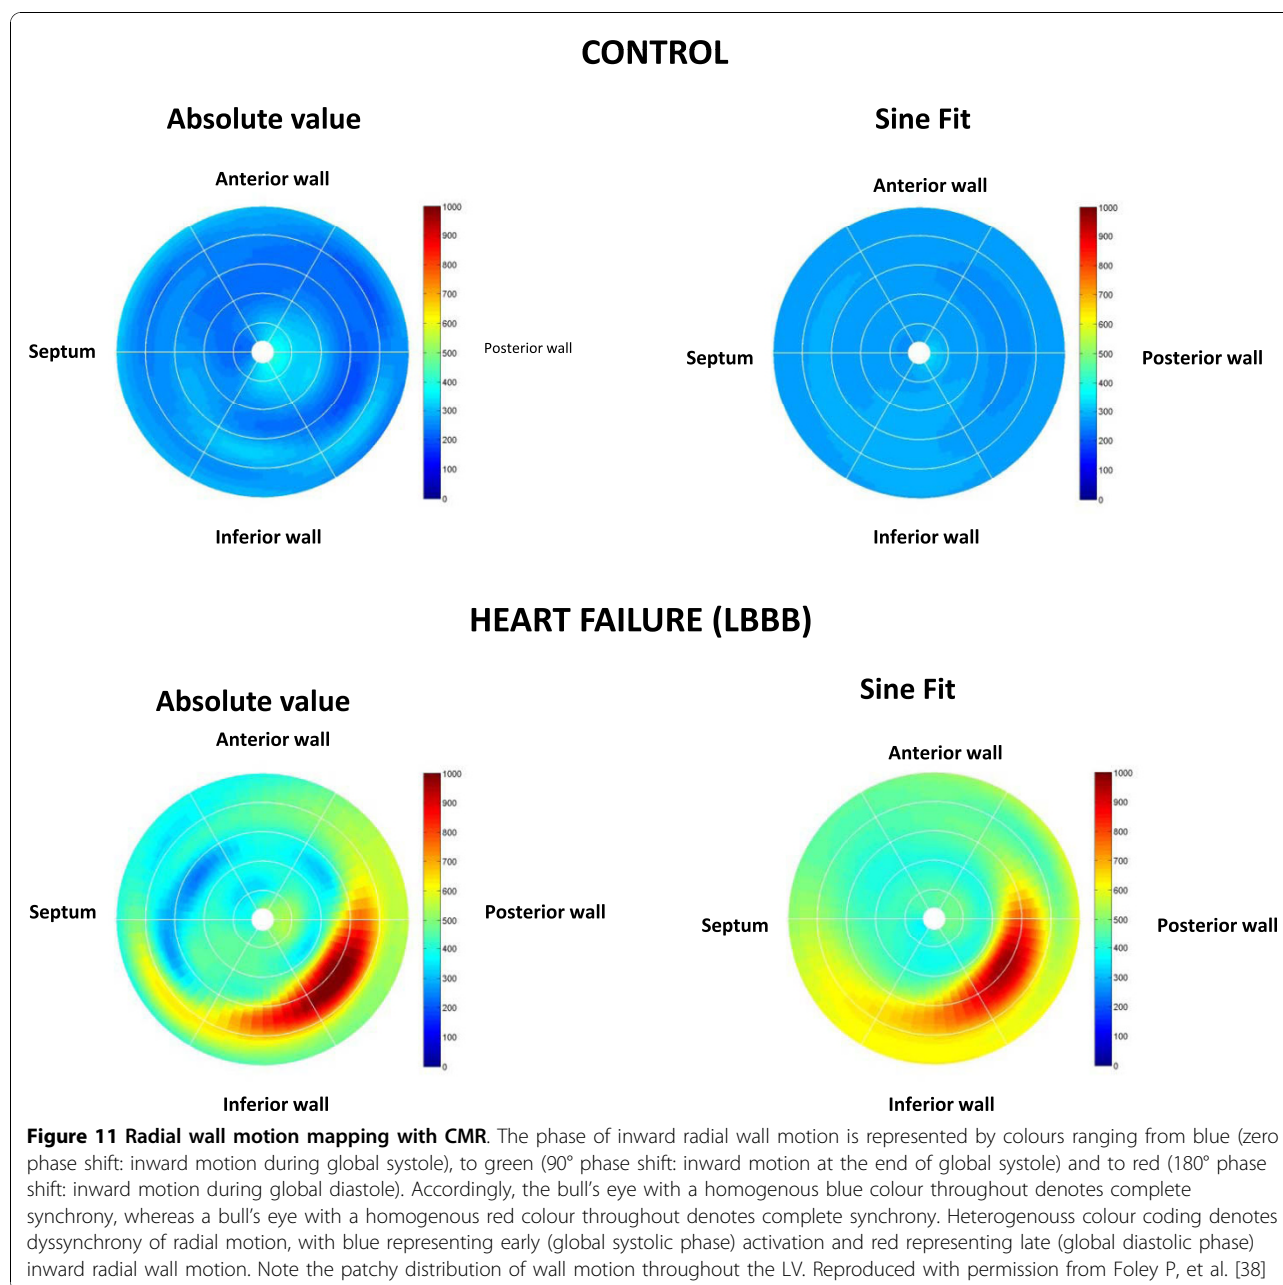 CONTROL
Absolute value
Sine Fit
Anterior wall
Anterior wall
1000
900
800
700
600
500
400
300
200
100
0
1000
900
800
700
600
500
400
300
200
100
0
Septum
Posterior wall
Septum
Posterior wall
Inferior wall
Inferior wall
HEART FAILURE (LBBB)
Absolute value
Sine Fit
Anterior wall
Anterior wall
1000
900
800
700
600
500
400
300
200
100
0
1000
900
800
700
600
500
400
300
200
100
0
Septum
Posterior wall
Septum
Posterior wall
Inferior wall
Inferior wall
Figure 11 Radial wall motion mapping with CMR. The phase of inward radial wall motion is represented by colours ranging from blue (zero
phase shift: inward motion during global systole), to green (90° phase shift: inward motion at the end of global systole) and to red (180° phase
shift: inward motion during global diastole). Accordingly, the bull's eye with a homogenous blue colour throughout denotes complete
synchrony, whereas a bull's eye with a homogenous red colour throughout denotes complete synchrony. Heterogenouss colour coding denotes
dyssynchrony of radial motion, with blue representing early (global systolic phase) activation and red representing late (global diastolic phase)
inward radial wall motion. Note the patchy distribution of wall motion throughout the LV. Reproduced with permission from Foley P, et al. [38]